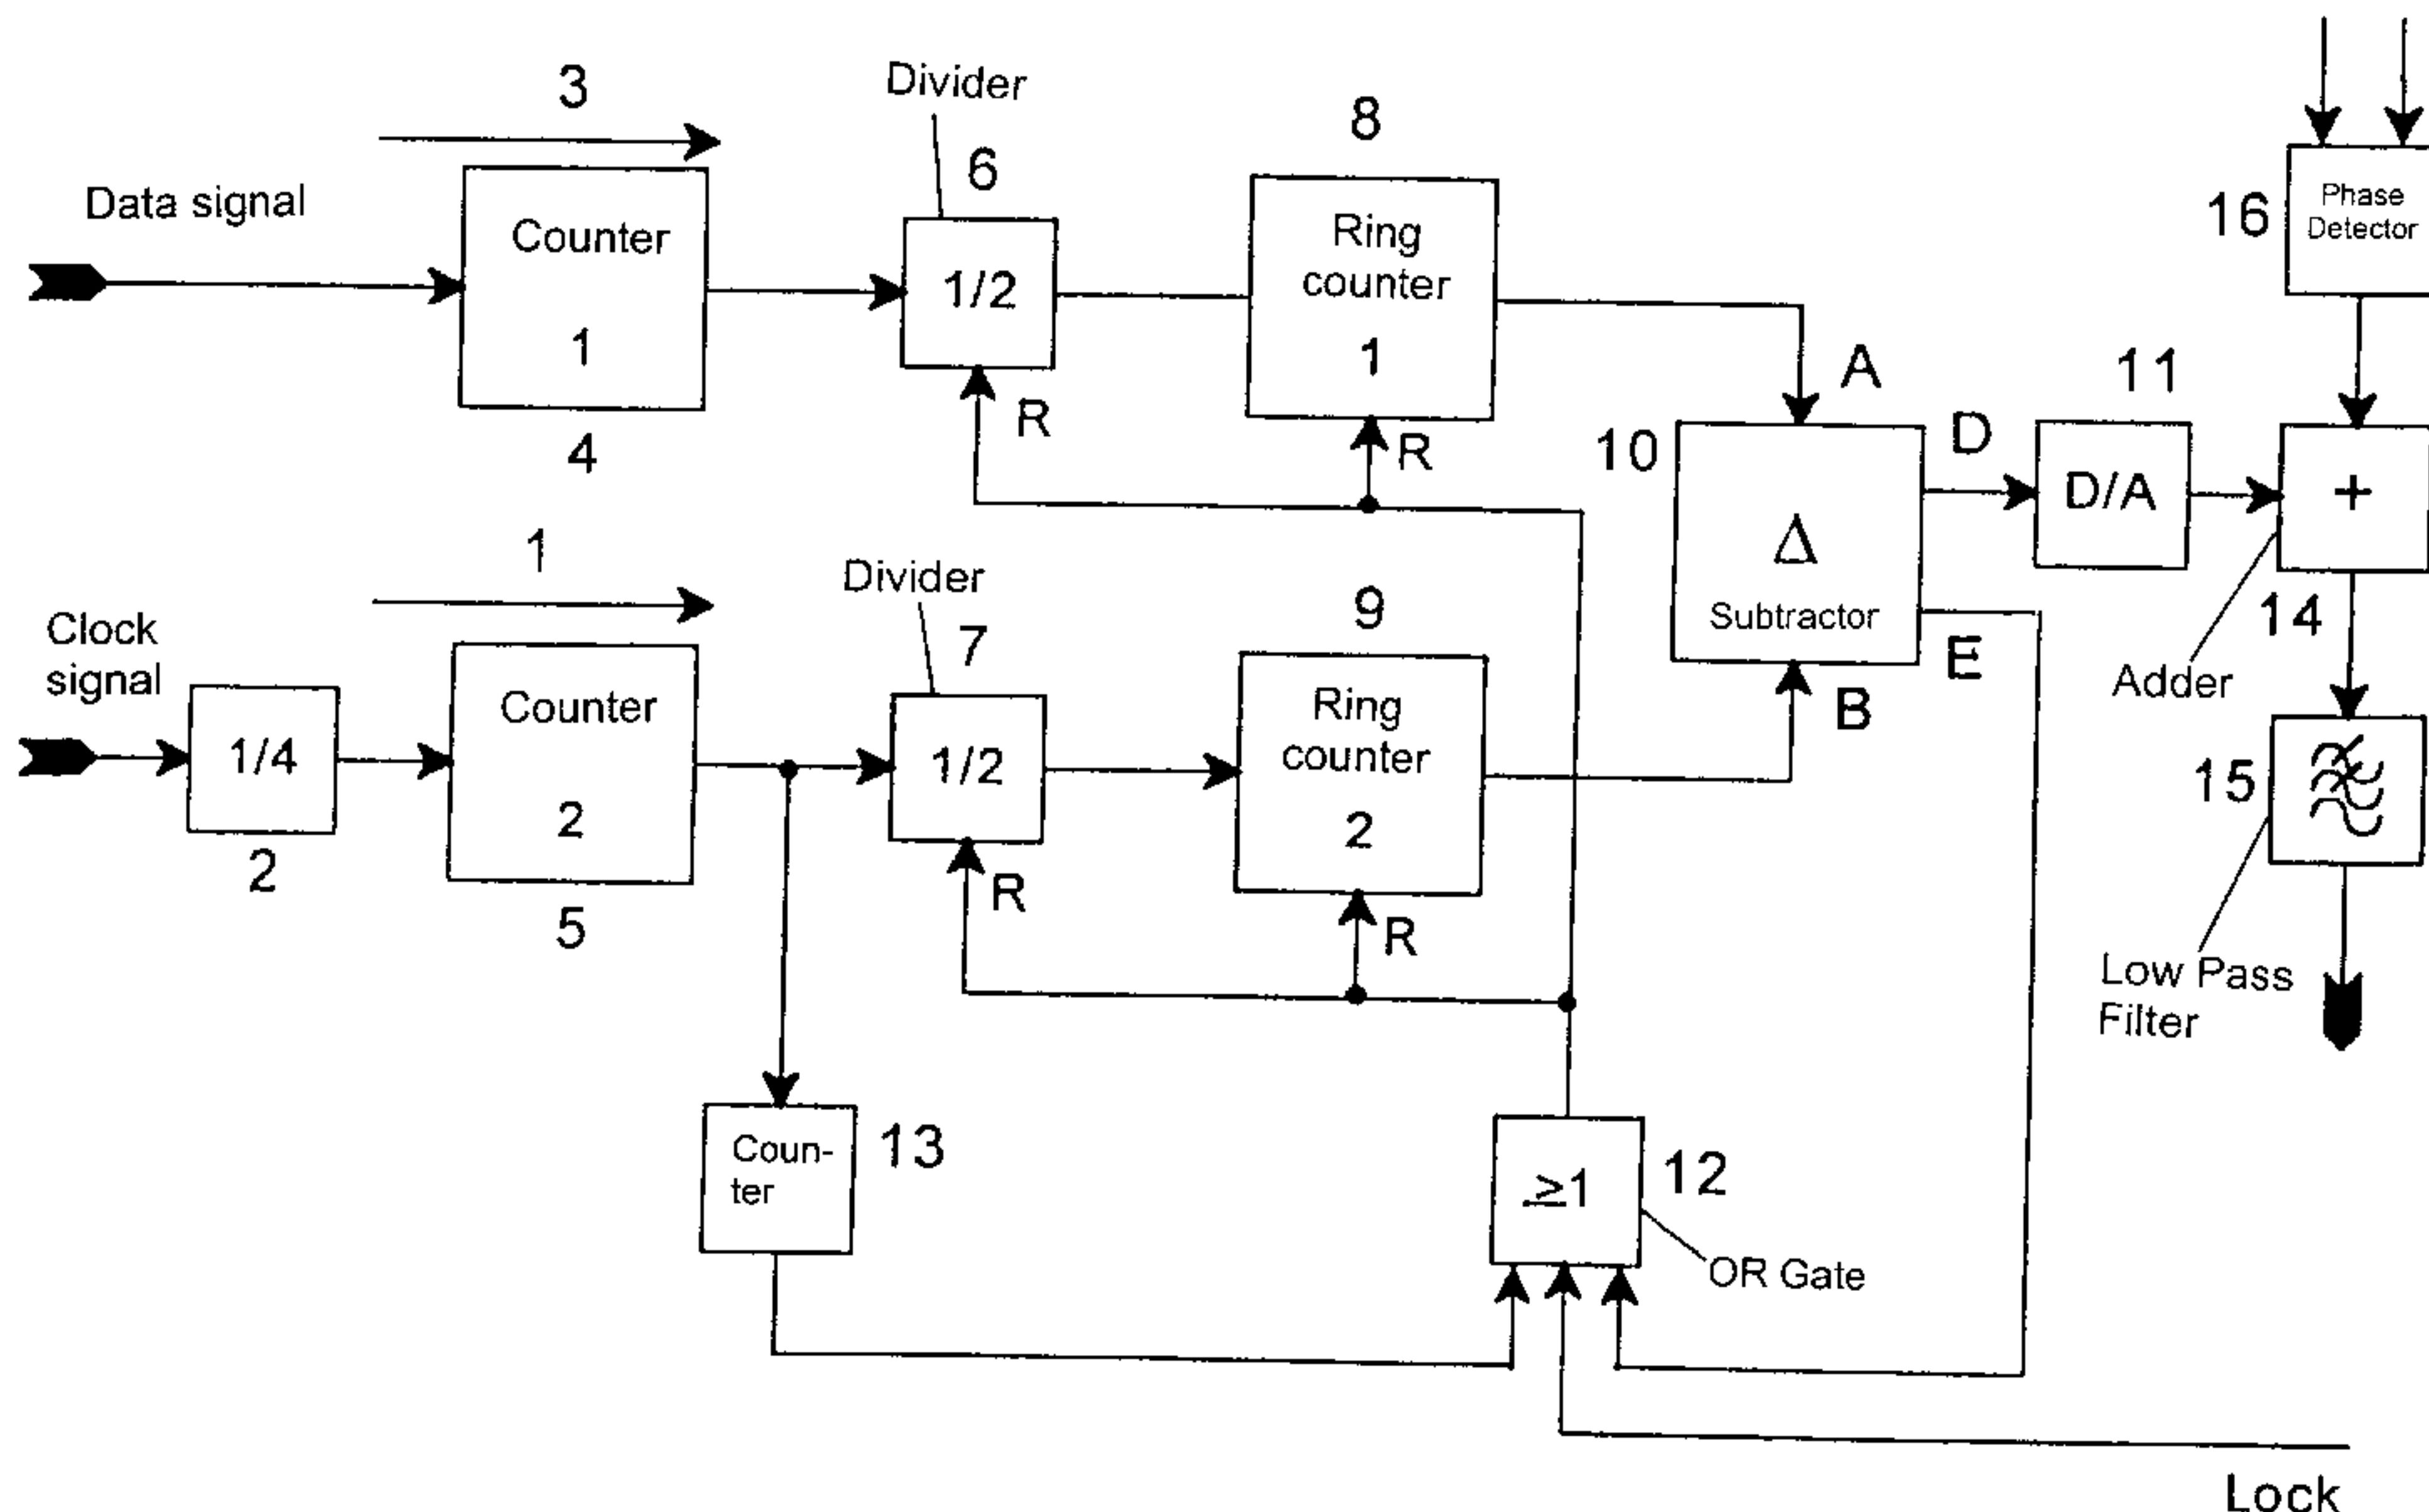 3
Divider
8
6
Data signal
Counter
1
1/2
Ring
counter
1
16
Phase
Detector
4
R
R
A
10
D
11
D/A
+
1
Divider
7
9
Δ
Subtractor
E
B
14
Adder
Clock
signal
1/4
2
Counter
2
5
1/2
Ring
counter
2
R
R
15
Low Pass
Filter
Coun-
ter
13
≥1
12
OR Gate
Lock